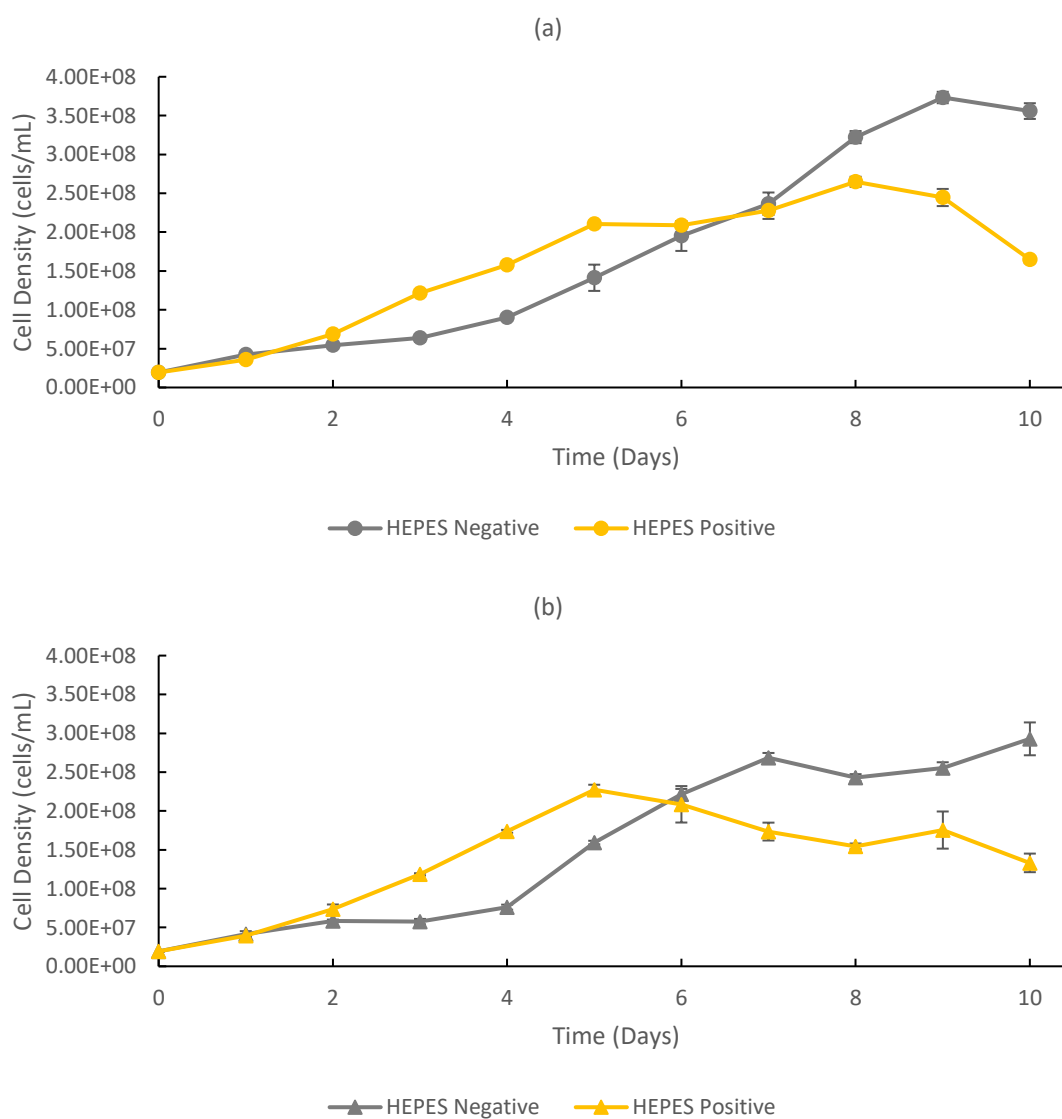 (a)
4.00E+08
3.50E+08
3.00E+08
2.50E+08
2.00E+08
1.50E+08
1.00E+08
5.00E+07
0.00E+00
Cell Density (cells/mL)
0 2 4 6 8 10
Time (Days)
HEPES Negative HEPES Positive
(b)
4.00E+08
3.50E+08
3.00E+08
2.50E+08
2.00E+08
1.50E+08
1.00E+08
5.00E+07
0.00E+00
Cell Density (cells/mL)
0 2 4 6 8 10
Time (Days)
HEPES Negative HEPES Positive